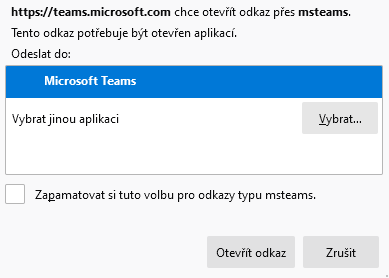 https://teams.microsoft.com chce otevřít odkaz přes msteams.
Tento odkaz potřebuje být otevřen aplikací.
Odeslat do:
Microsoft Teams
Vybrat jinou aplikaci
Vybrat...
Zapamatovat si tuto volbu pro odkazy typu msteams.
Otevřít odkaz
Zrušit